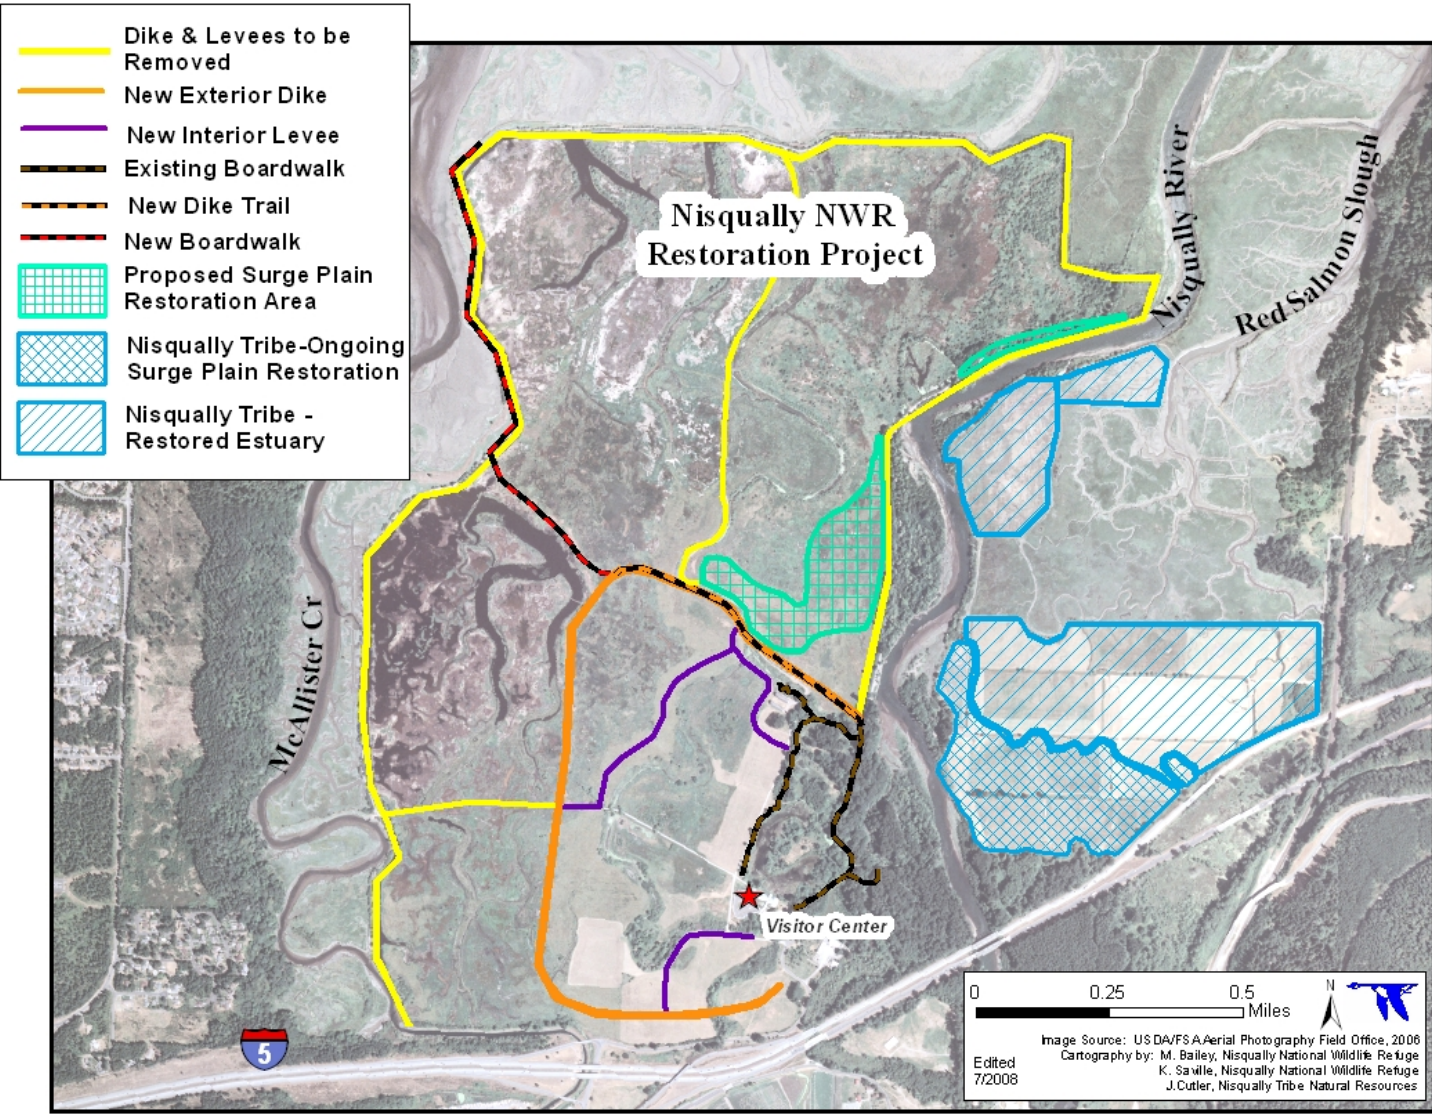 Dike & Levees to be
Removed
New Exterior Dike
New Interior Levee
Existing Boardwalk
New Dike Trail
New Boardwalk
Proposed Surge Plain
Restoration Area
Nisqually Tribe-Ongoing
Surge Plain Restoration
Nisqually Tribe -
Restored Estuary
Nisqually NWR
Restoration Project
Nisqually River
Red Salmon Slough
McAllister Cr
Visitor Center
5
0 0.25 0.5
Miles
N
Image Source: USDA/FSA Aerial Photography Field Office, 2006
Cartography by: M. Bailey, Nisqually National Wildlife Refuge
K. Saville, Nisqually National Wildlife Refuge
J.Cutler, Nisqually Tribe Natural Resources
Edited
7/2008